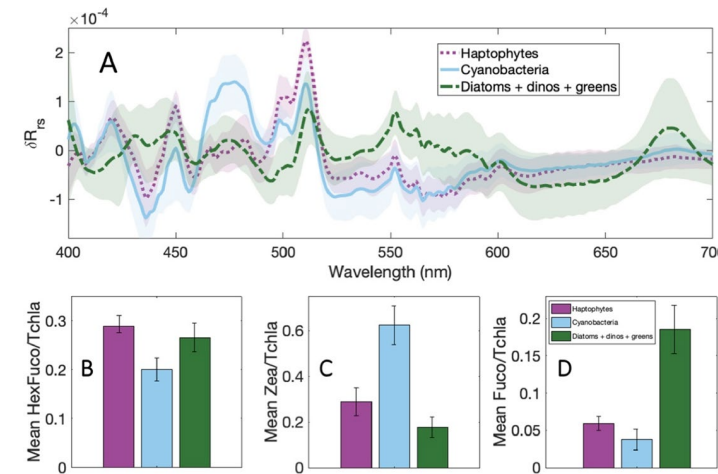 ×10⁻⁴
A
Haptophytes
Cyanobacteria
Diatoms + dinos + greens
2
1
0
-1
δRrs
400 450 500 550 600 650 700
Wavelength (nm)
B
0.3
0.2
0.1
0
Mean HexFuco/Tchla
C
0.6
0.4
0.2
0
Mean Zea/Tchla
D
Haptophytes
Cyanobacteria
Diatoms + dinos + greens
0.2
0.15
0.1
0.05
0
Mean Fuco/Tchla